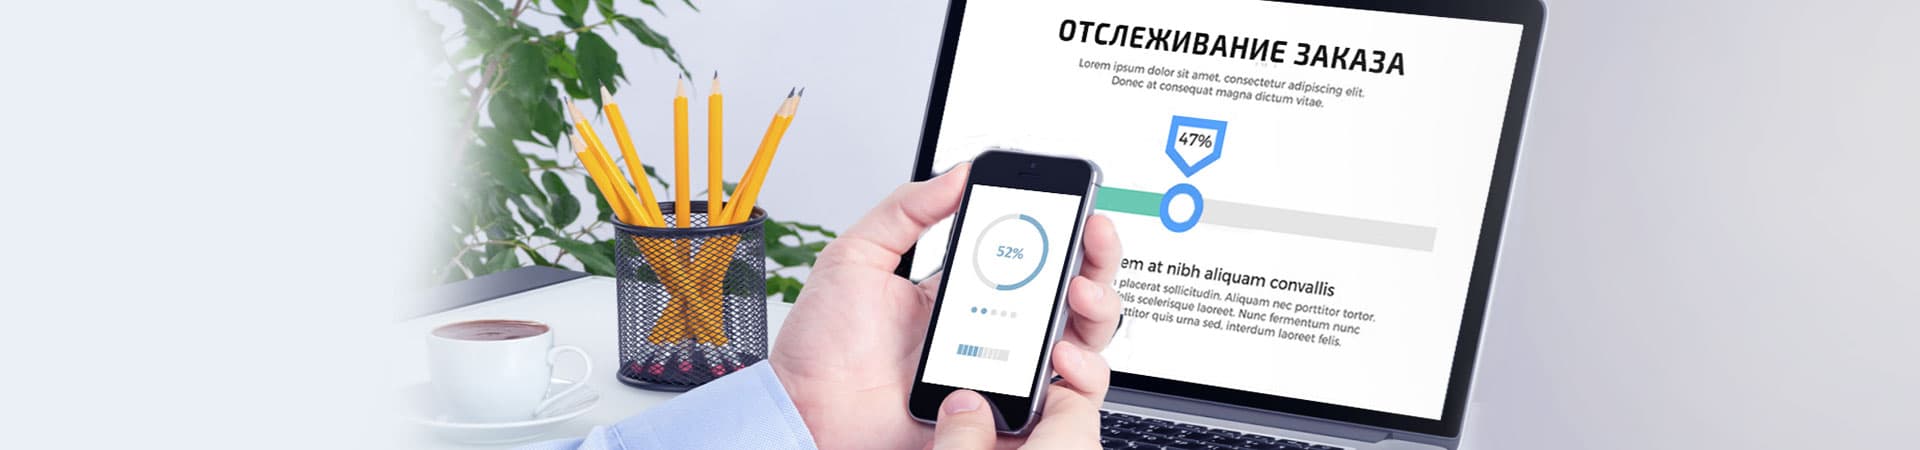 ОТСЛЕЖИВАНИЕ ЗАКАЗА
Lorem ipsum dolor sit amet, consectetur adipiscing elit.
Donec at consequat magna dictum vitae.
47%
52%
em at nibh aliquam convallis
placerat sollicitudin. Aliquam nec porttitor tortor.
felis scelerisque laoreet. Nunc fermentum nunc
ttitor quis urna sed, interdum laoreet felis.